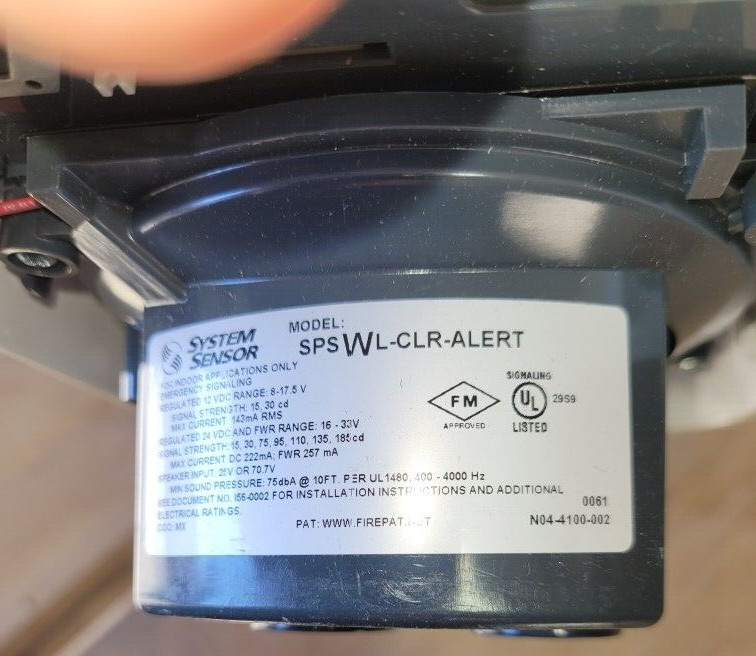 SYSTEM
SENSOR
MODEL:
SPSWL-CLR-ALERT
FOR INDOOR APPLICATIONS ONLY
EMERGENCY SIGNALING
REGULATED 12 VDC RANGE: 8-17.5 V
SIGNAL STRENGTH: 15, 30 cd
MAX CURRENT: 143mA RMS
REGULATED 24 VDC AND FWR RANGE: 16 - 33V
SIGNAL STRENGTH: 15, 30, 75, 95, 110, 135, 185 cd
MAX CURRENT DC 222mA; FWR 257 mA
SPEAKER INPUT: 25V OR 70.7V
MIN SOUND PRESSURE: 75dbA @ 10FT. PER UL1480, 400 - 4000 Hz
SEE DOCUMENT NO. I56-0002 FOR INSTALLATION INSTRUCTIONS AND ADDITIONAL
ELECTRICAL RATINGS.
COO: MX
PAT: WWW.FIREPAT.NET
FM
APPROVED
SIGNALING
UL
LISTED
29S9
0061
N04-4100-002